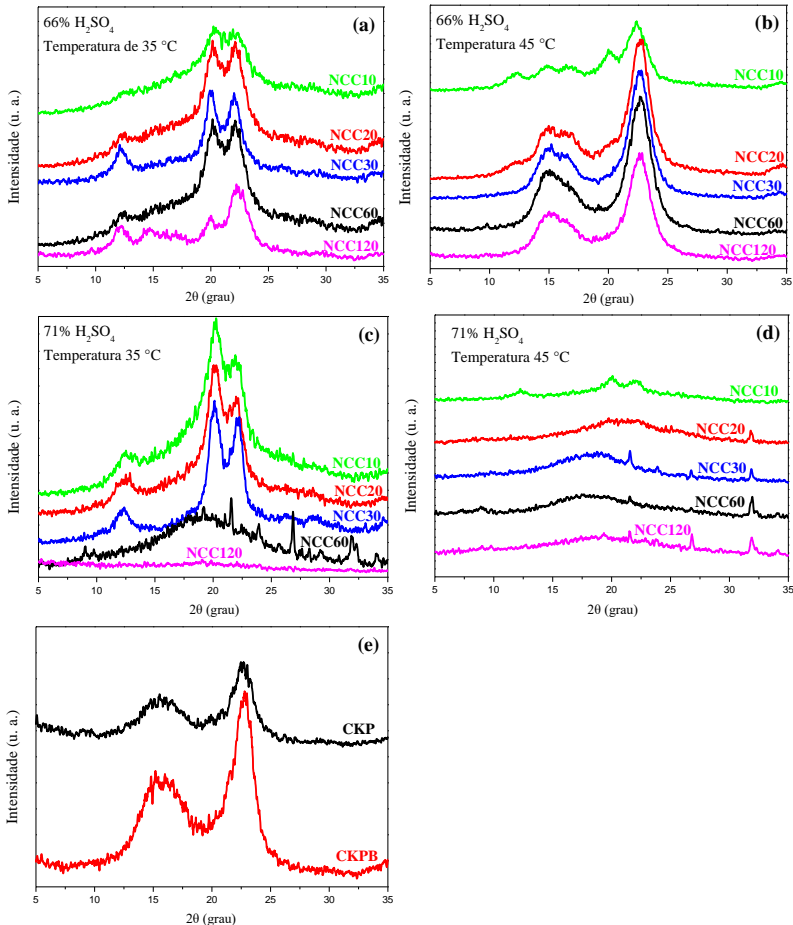 66% H₂SO₄
Temperatura de 35 °C
(a)
NCC10
NCC20
NCC30
NCC60
NCC120
Intensidade (u. a.)
5 10 15 20 25 30 35
2θ (grau)
66% H₂SO₄
Temperatura 45 °C
(b)
NCC10
NCC20
NCC30
NCC60
NCC120
Intensidade (u. a.)
5 10 15 20 25 30 35
2θ (grau)
71% H₂SO₄
Temperatura 35 °C
(c)
NCC10
NCC20
NCC30
NCC60
NCC120
Intensidade (u. a.)
5 10 15 20 25 30 35
2θ (grau)
71% H₂SO₄
Temperatura 45 °C
(d)
NCC10
NCC20
NCC30
NCC60
NCC120
Intensidade (u. a.)
5 10 15 20 25 30 35
2θ (grau)
(e)
CKP
CKPB
Intensidade (u. a.)
5 10 15 20 25 30 35
2θ (grau)